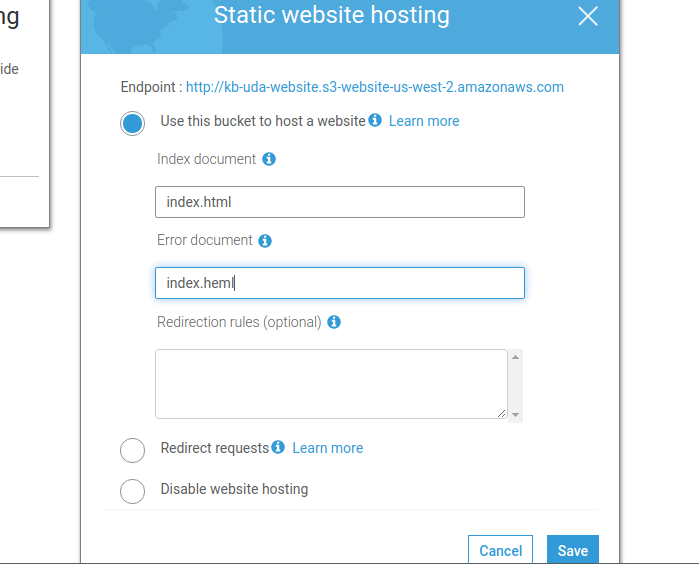 ng
Static website hosting
ide
Endpoint : http://kb-uda-website.s3-website-us-west-2.amazonaws.com
Use this bucket to host a website Learn more
Index document
index.html
Error document
index.heml
Redirection rules (optional)
Redirect requests Learn more
Disable website hosting
Cancel Save